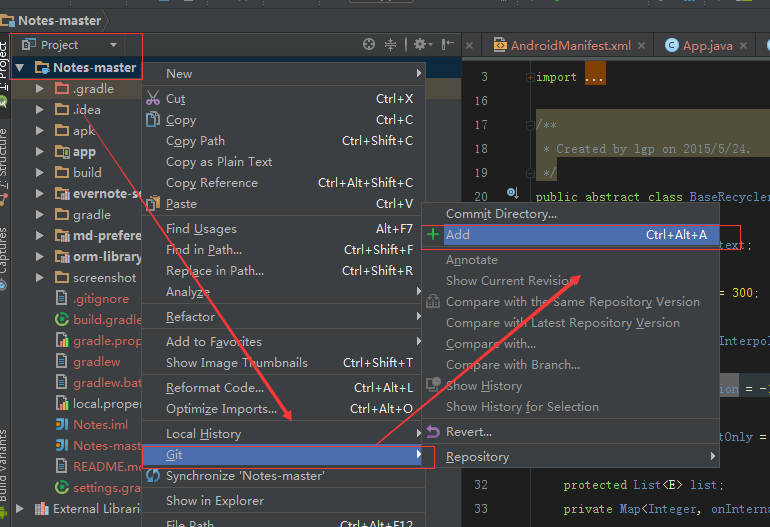 Notes-master
Project
AndroidManifest.xml
App.java
1: Project
7: Structure
Captures
Build Variants
Notes-master
.gradle
.idea
apk
app
build
evernote-s
gradle
md-prefere
orm-library
screenshot
.gitignore
build.gradle
gradle.prop
gradlew
gradlew.bat
local.proper
Notes.iml
Notes-mast
README.m
settings.gra
External Librari
New
Cut Ctrl+X
Copy Ctrl+C
Copy Path Ctrl+Shift+C
Copy as Plain Text
Copy Reference Ctrl+Alt+Shift+C
Paste Ctrl+V
Find Usages Alt+F7
Find in Path... Ctrl+Shift+F
Replace in Path... Ctrl+Shift+R
Analyze
Refactor
Add to Favorites
Show Image Thumbnails Ctrl+Shift+T
Reformat Code... Ctrl+Alt+L
Optimize Imports... Ctrl+Alt+O
Local History
Git
Synchronize 'Notes-master'
Show in Explorer
File Path Ctrl+Alt+F12
Commit Directory...
Add Ctrl+Alt+A
Annotate
Show Current Revision
Compare with the Same Repository Version
Compare with Latest Repository Version
Compare with...
Compare with Branch...
Show History
Show History for Selection
Revert...
Repository
3 import ...
16
17 /**
18 * Created by lgp on 2015/5/24.
19 */
20 public abstract class BaseRecycler
text;
= 300;
Interpol
ion = -
tOnly =
32 protected List<E> list;
33 private Map<Integer, onIntern